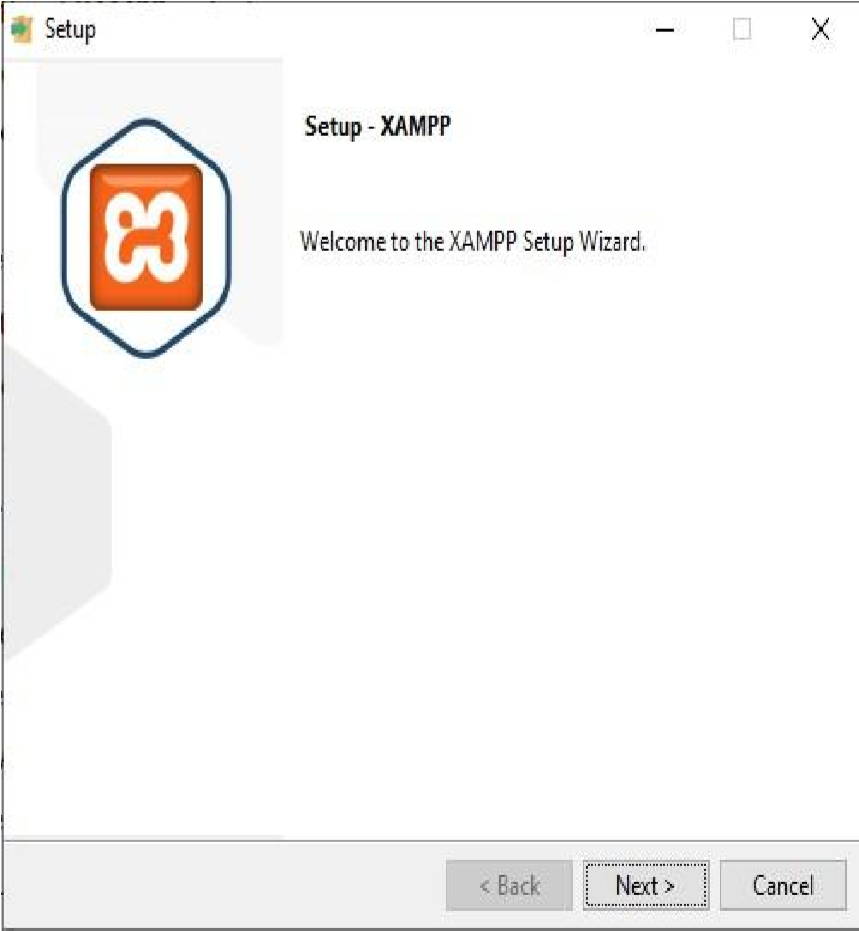 Setup
Setup - XAMPP
Welcome to the XAMPP Setup Wizard.
< Back
Next >
Cancel